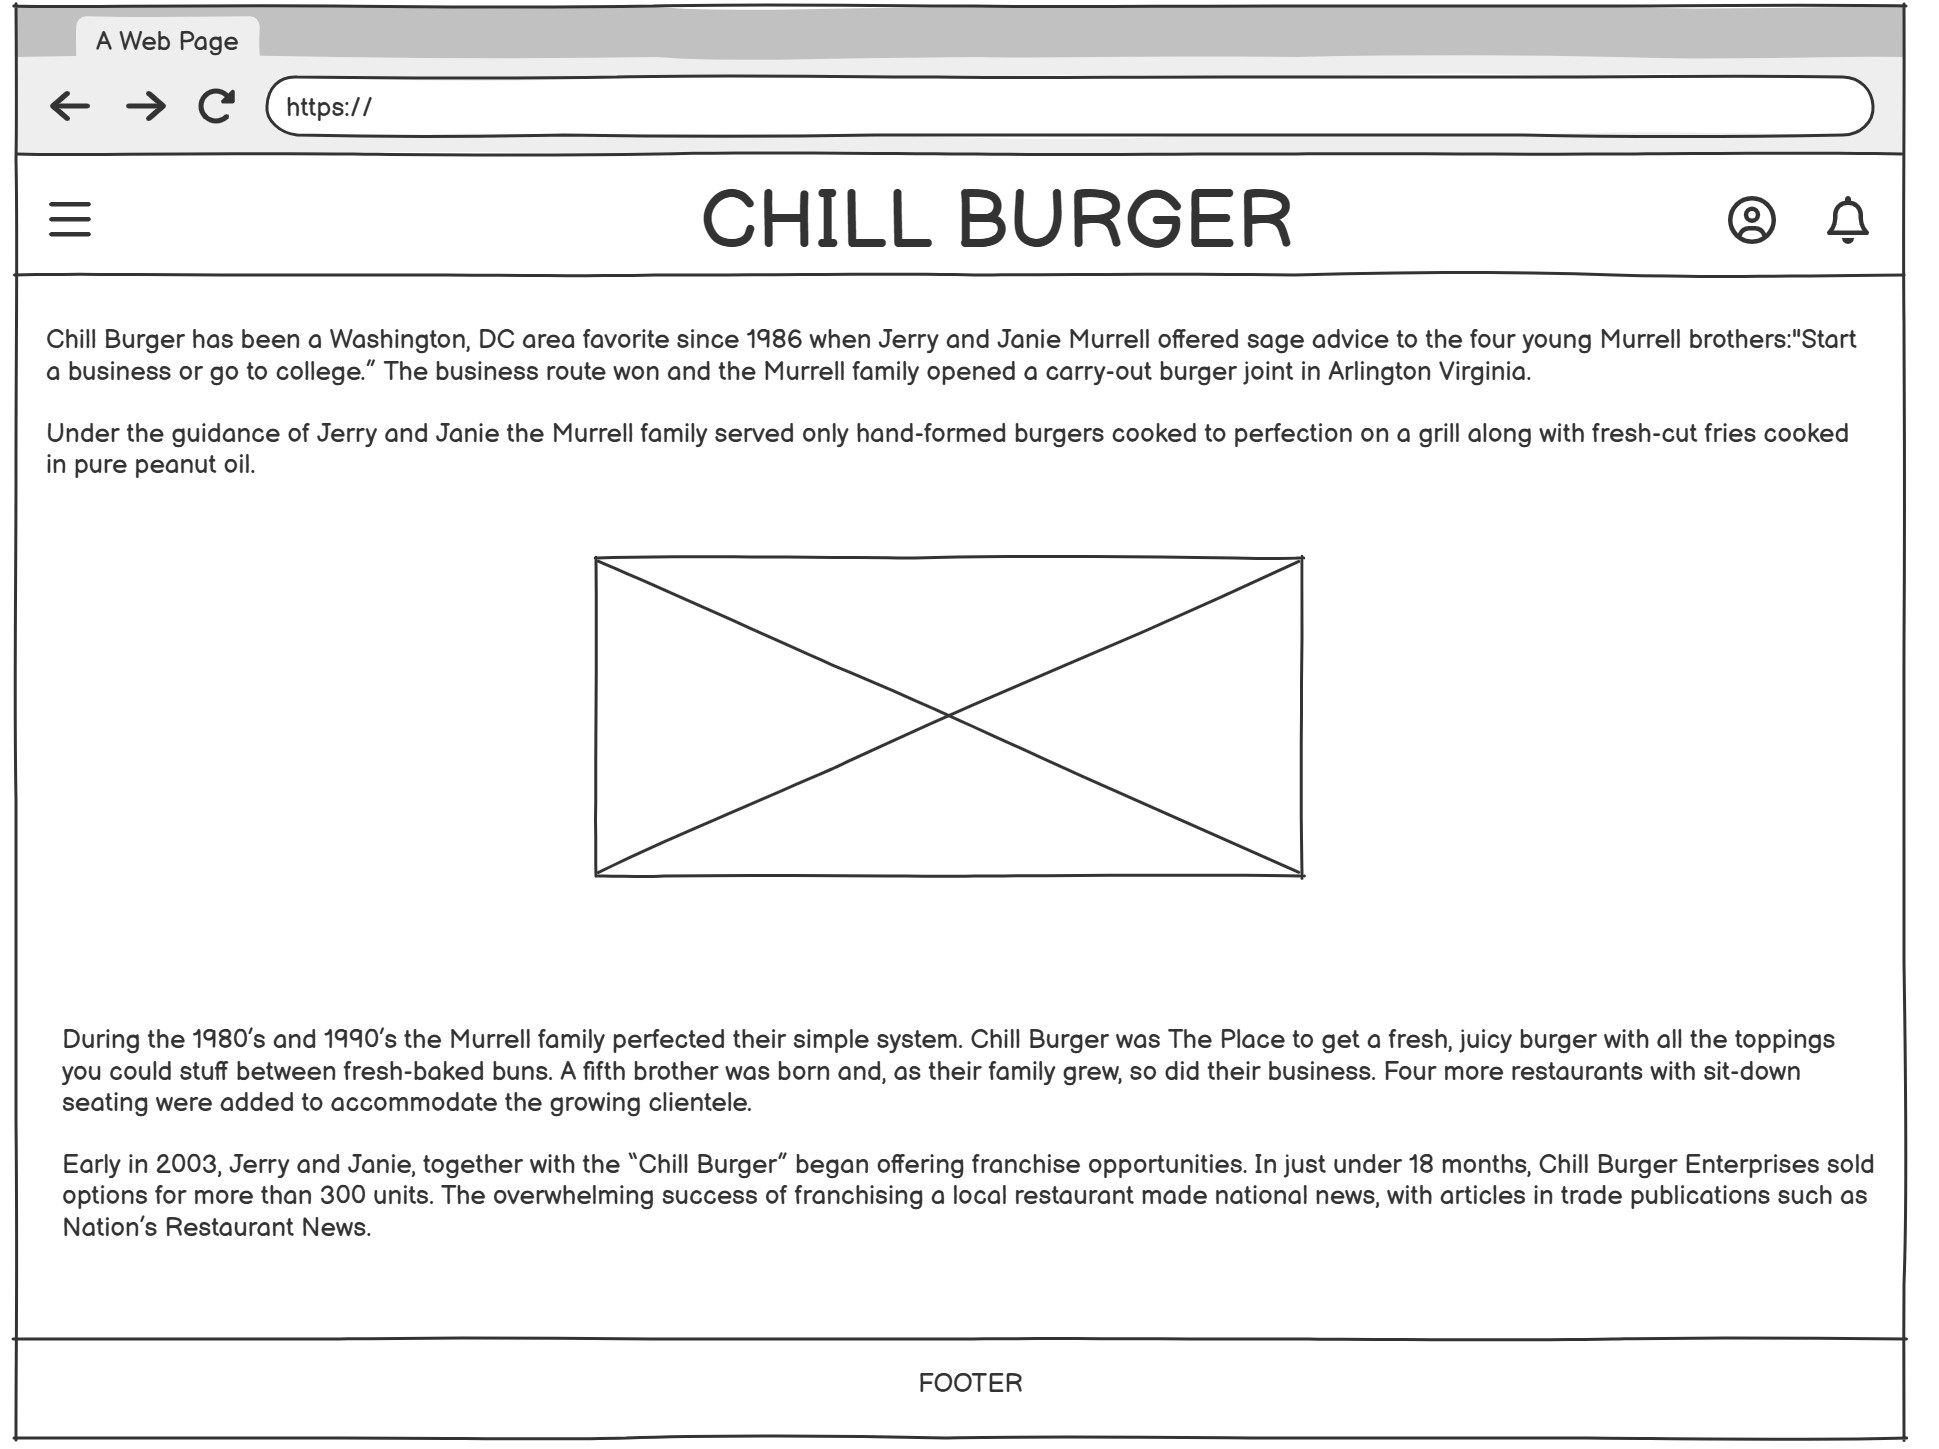 A Web Page
https://
CHILL BURGER
Chill Burger has been a Washington, DC area favorite since 1986 when Jerry and Janie Murrell offered sage advice to the four young Murrell brothers:"Start
a business or go to college.” The business route won and the Murrell family opened a carry-out burger joint in Arlington Virginia.
Under the guidance of Jerry and Janie the Murrell family served only hand-formed burgers cooked to perfection on a grill along with fresh-cut fries cooked
in pure peanut oil.
During the 1980’s and 1990’s the Murrell family perfected their simple system. Chill Burger was The Place to get a fresh, juicy burger with all the toppings
you could stuff between fresh-baked buns. A fifth brother was born and, as their family grew, so did their business. Four more restaurants with sit-down
seating were added to accommodate the growing clientele.
Early in 2003, Jerry and Janie, together with the “Chill Burger” began offering franchise opportunities. In just under 18 months, Chill Burger Enterprises sold
options for more than 300 units. The overwhelming success of franchising a local restaurant made national news, with articles in trade publications such as
Nation’s Restaurant News.
FOOTER